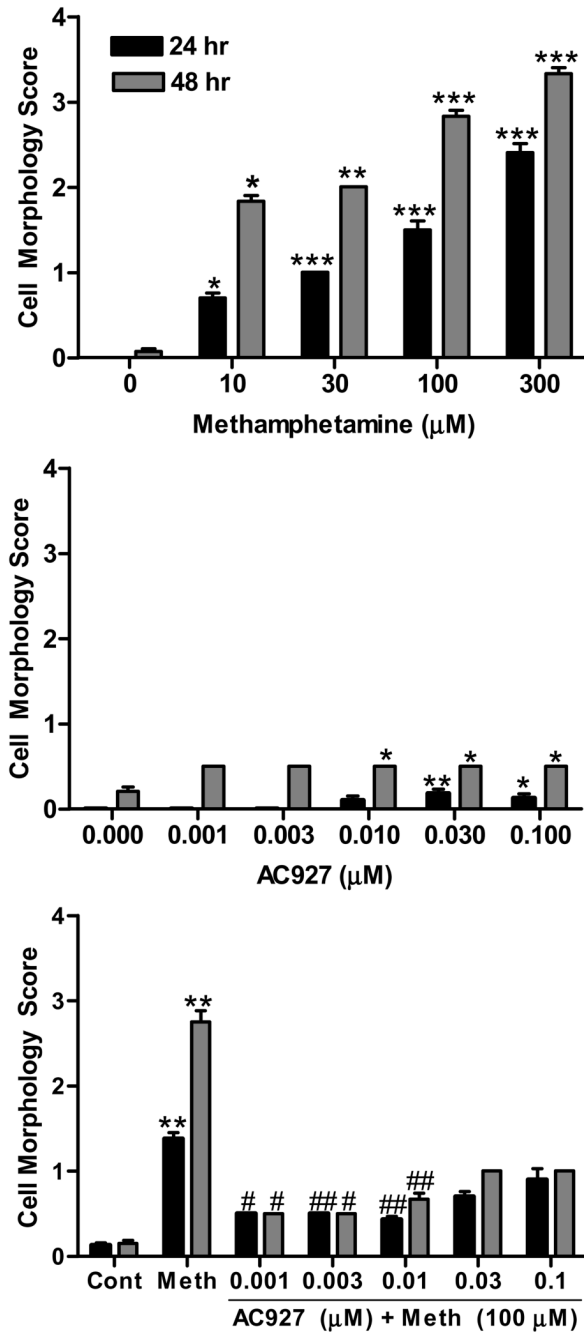 Cell Morphology Score
4
3
2
1
0
24 hr
48 hr
* * *** ** *** *** *** ***
0 10 30 100 300
Methamphetamine (μM)
Cell Morphology Score
4
3
2
1
0
* ** * * *
0.000 0.001 0.003 0.010 0.030 0.100
AC927 (μM)
Cell Morphology Score
4
3
2
1
0
** ** # # ## # ## ##
Cont Meth 0.001 0.003 0.01 0.03 0.1
AC927 (μM) + Meth (100 μM)